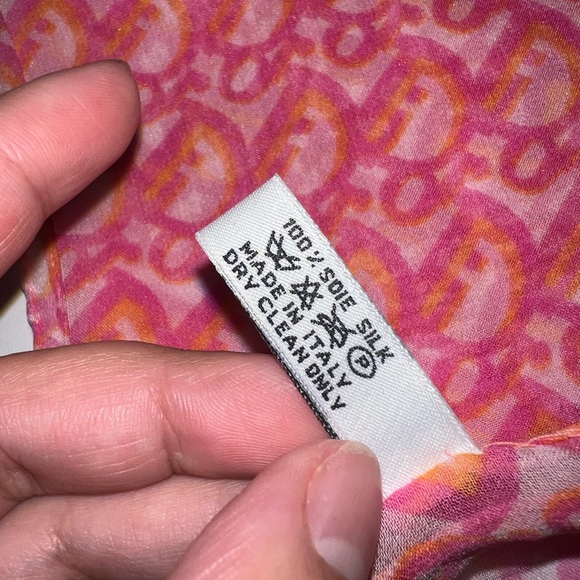 100% SOIE SILK
P
MADE IN ITALY
DRY CLEAN ONLY